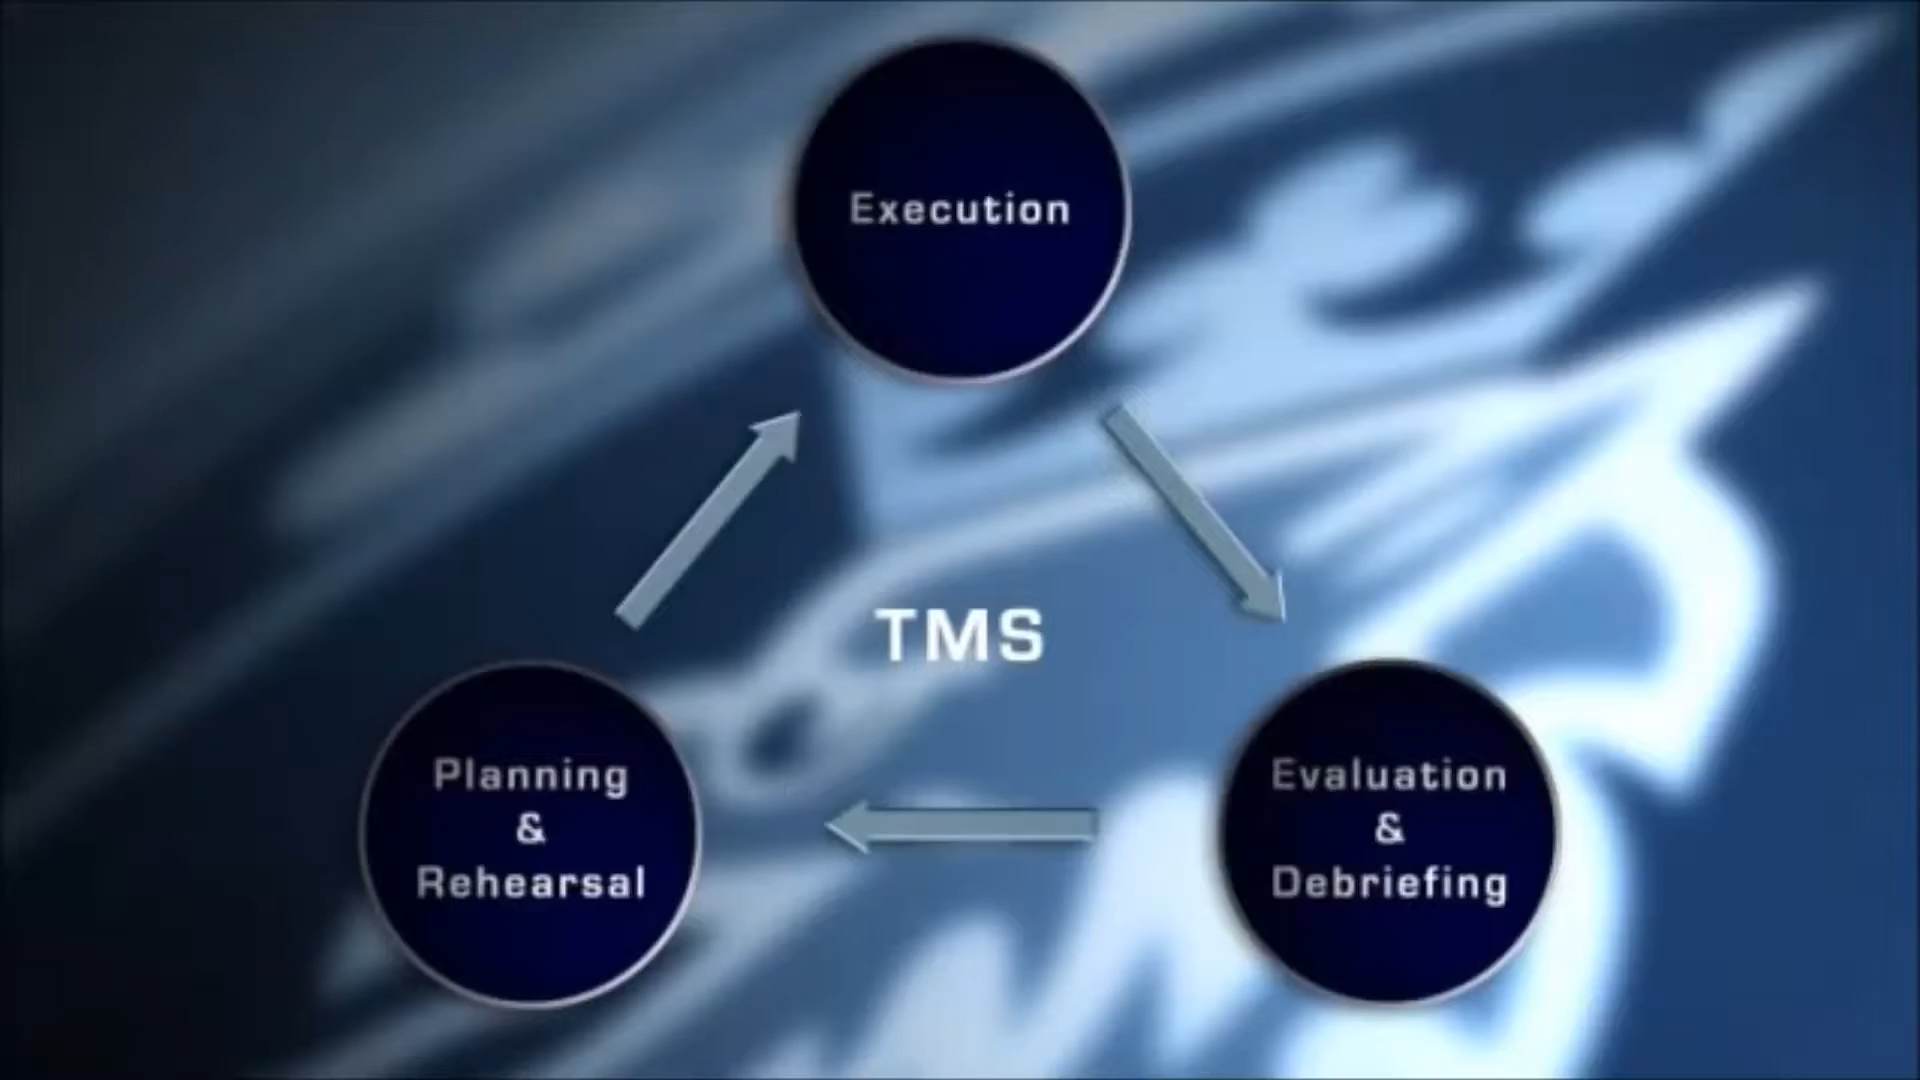 Execution
TMS
Planning
&
Rehearsal
Evaluation
&
Debriefing